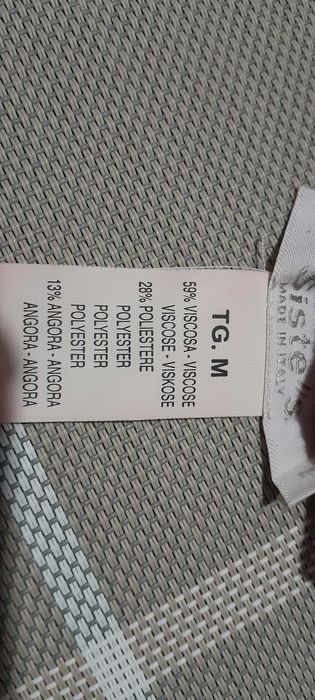 Sister's
MADE IN ITALY
TG. M
59% VISCOSA - VISCOSE
VISCOSE - VISKOSE
28% POLIESTERE
POLYESTER
POLYESTER
POLYESTER
13% ANGORA - ANGORA
ANGORA - ANGORA